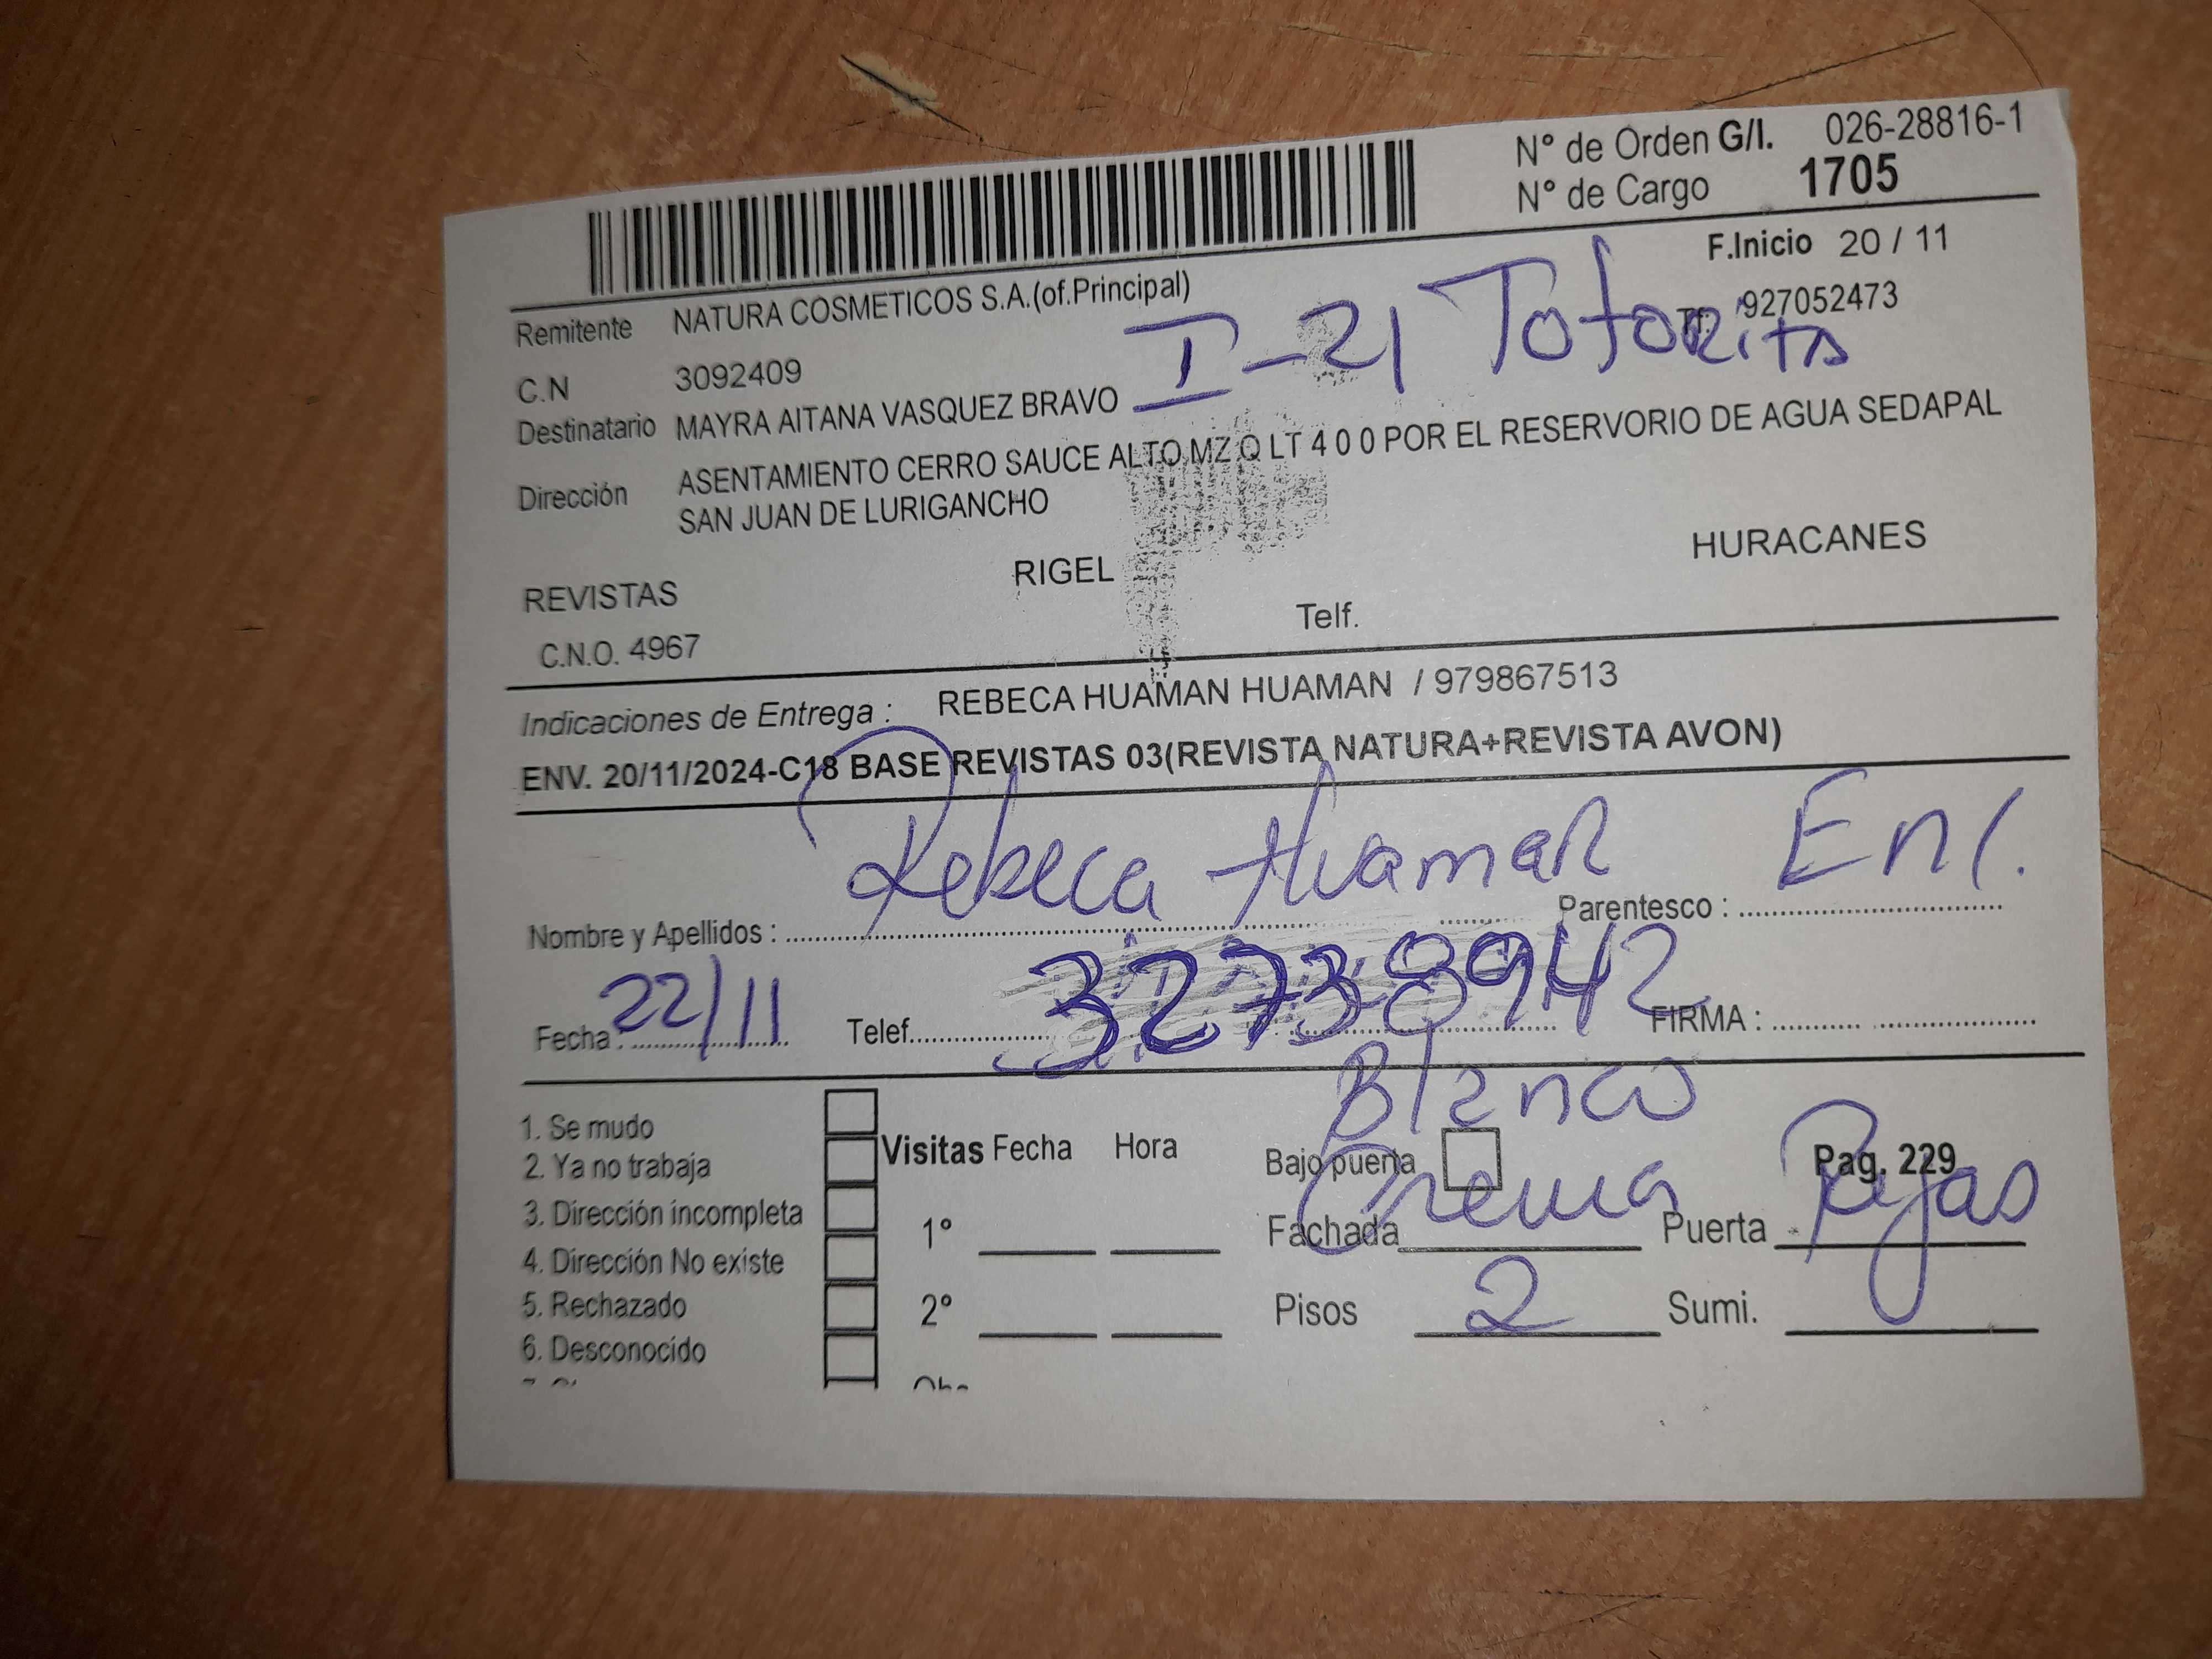 N° de Orden G/I. 026-28816-1
N° de Cargo 1705
F.Inicio 20 / 11
Remitente NATURA COSMETICOS S.A.(of.Principal)
Tf: 927052473
I-21 Totorita
C.N 3092409
Destinatario MAYRA AITANA VASQUEZ BRAVO
Dirección ASENTAMIENTO CERRO SAUCE ALTO MZ Q LT 4 0 0 POR EL RESERVORIO DE AGUA SEDAPAL
SAN JUAN DE LURIGANCHO
REVISTAS RIGEL HURACANES
C.N.O. 4967 Telf.
Indicaciones de Entrega : REBECA HUAMAN HUAMAN / 979867513
ENV. 20/11/2024-C18 BASE REVISTAS 03(REVISTA NATURA+REVISTA AVON)
Nombre y Apellidos : Rebeca Huaman Parentesco :
Fecha : 22/11 Telef. 32738942 FIRMA :
Blanco
1. Se mudo
2. Ya no trabaja
3. Dirección incompleta
4. Dirección No existe
5. Rechazado
6. Desconocido
Visitas Fecha Hora
1°
2°
Bajo puerta Pag. 229
Fachada Crema Puerta Rejas
Pisos 2 Sumi.